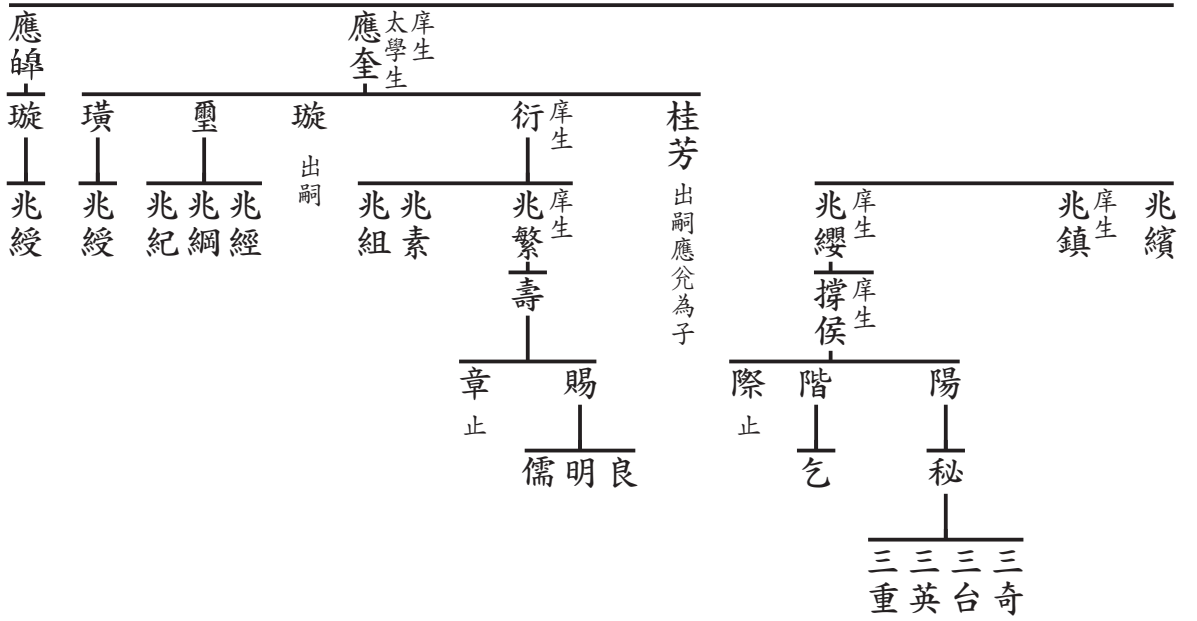 應奎
庠生
太學生
應皞
桂芳
出嗣應兊為子
衍
庠生
璇
出嗣
璽
璜
璇
兆繽
兆鎮
庠生
兆纓
庠生
兆繁
庠生
兆素
兆組
兆經
兆綱
兆紀
兆綬
兆綬
撐侯
庠生
壽
陽
階
際
止
賜
章
止
秘
乞
良
明
儒
三奇
三台
三英
三重